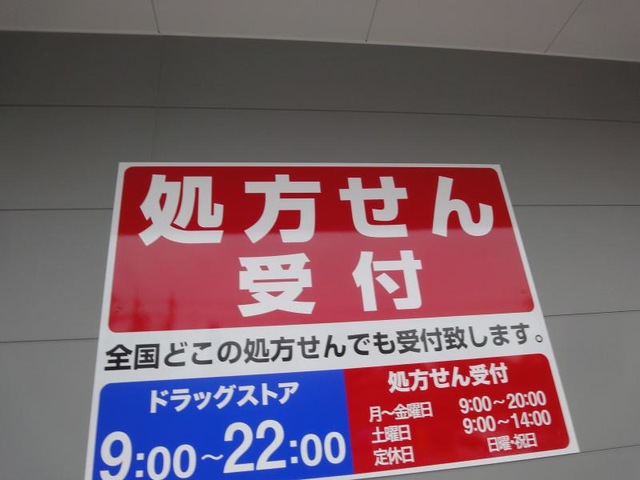 処方せん
受付
全国どこの処方せんでも受付致します。
ドラッグストア
9:00～22:00
処方せん受付
月～金曜日 9:00～20:00
土曜日 9:00～14:00
定休日 日曜・祝日